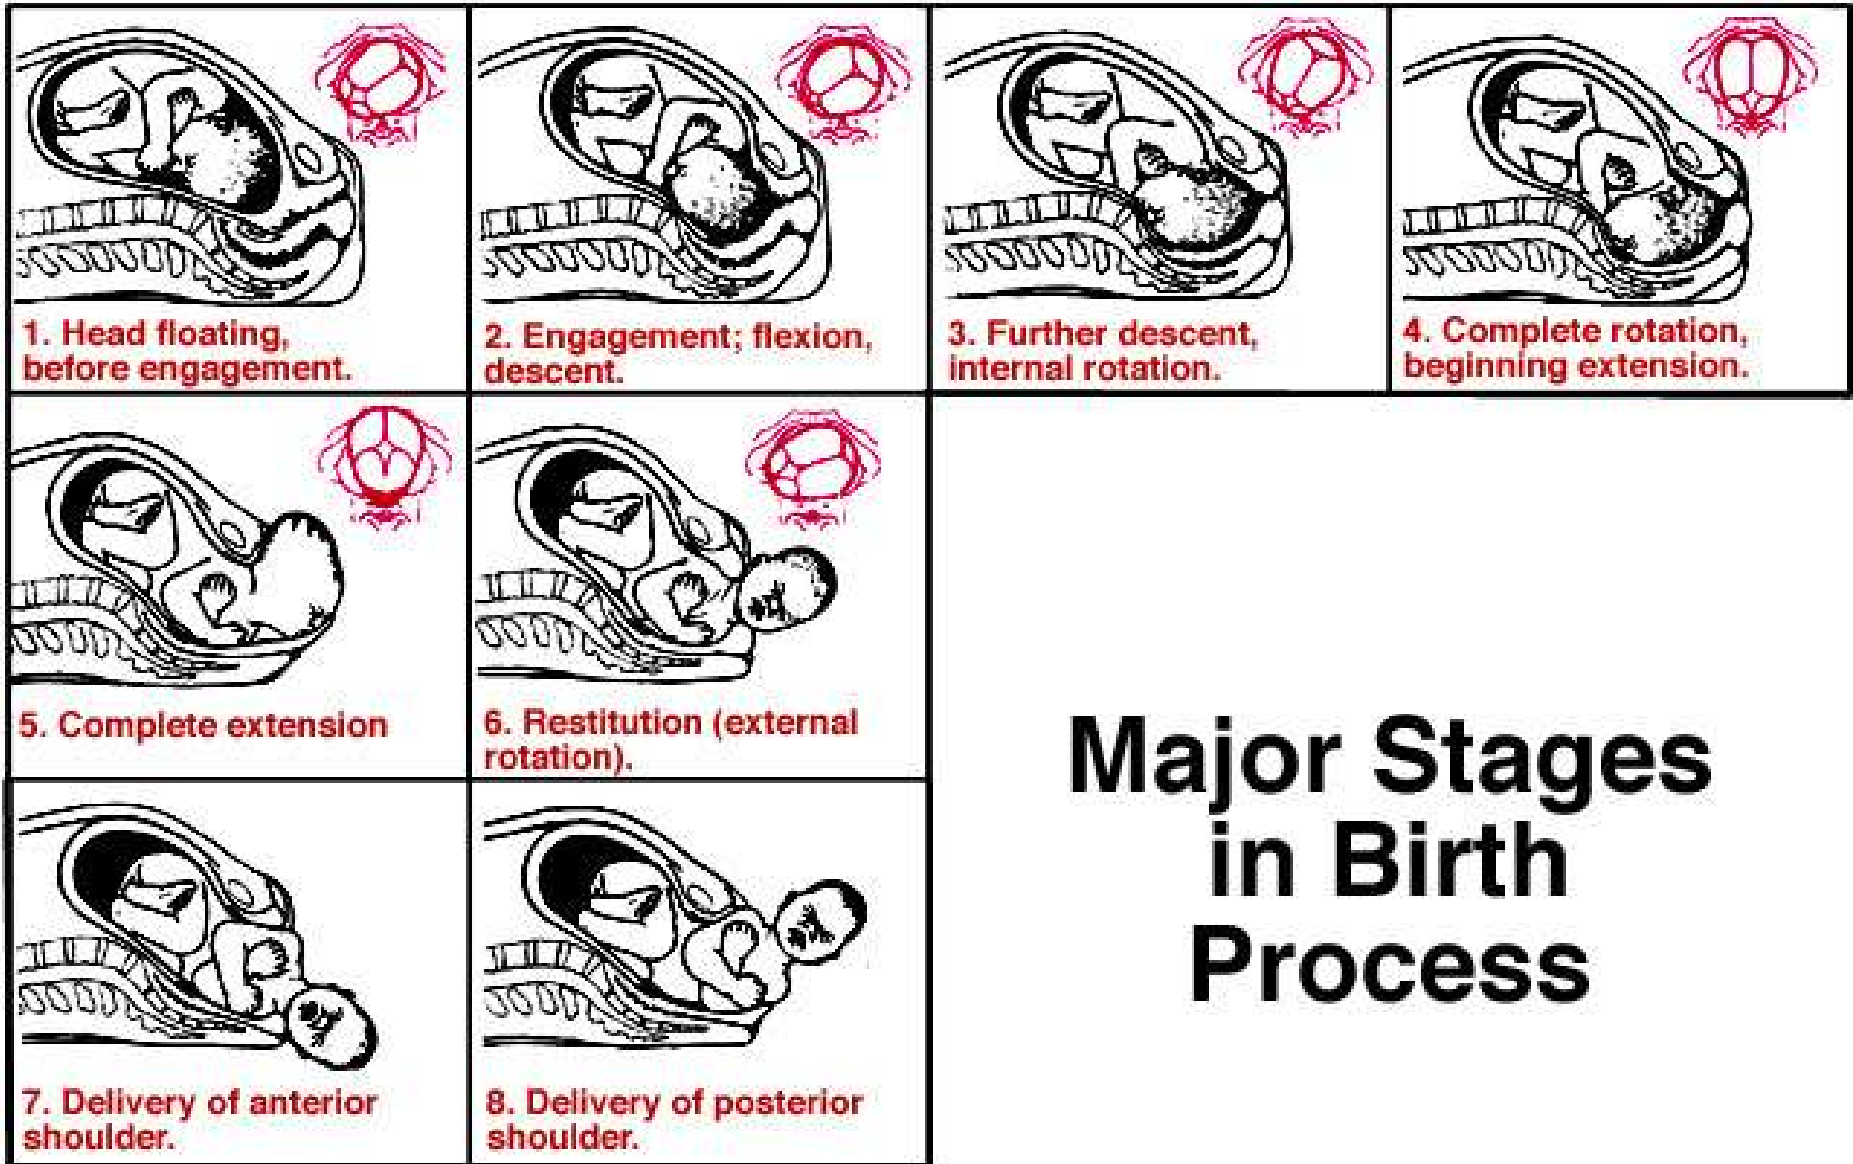 1. Head floating,
before engagement.
2. Engagement; flexion,
descent.
3. Further descent,
internal rotation.
4. Complete rotation,
beginning extension.
5. Complete extension
6. Restitution (external
rotation).
7. Delivery of anterior
shoulder.
8. Delivery of posterior
shoulder.
Major Stages
in Birth
Process